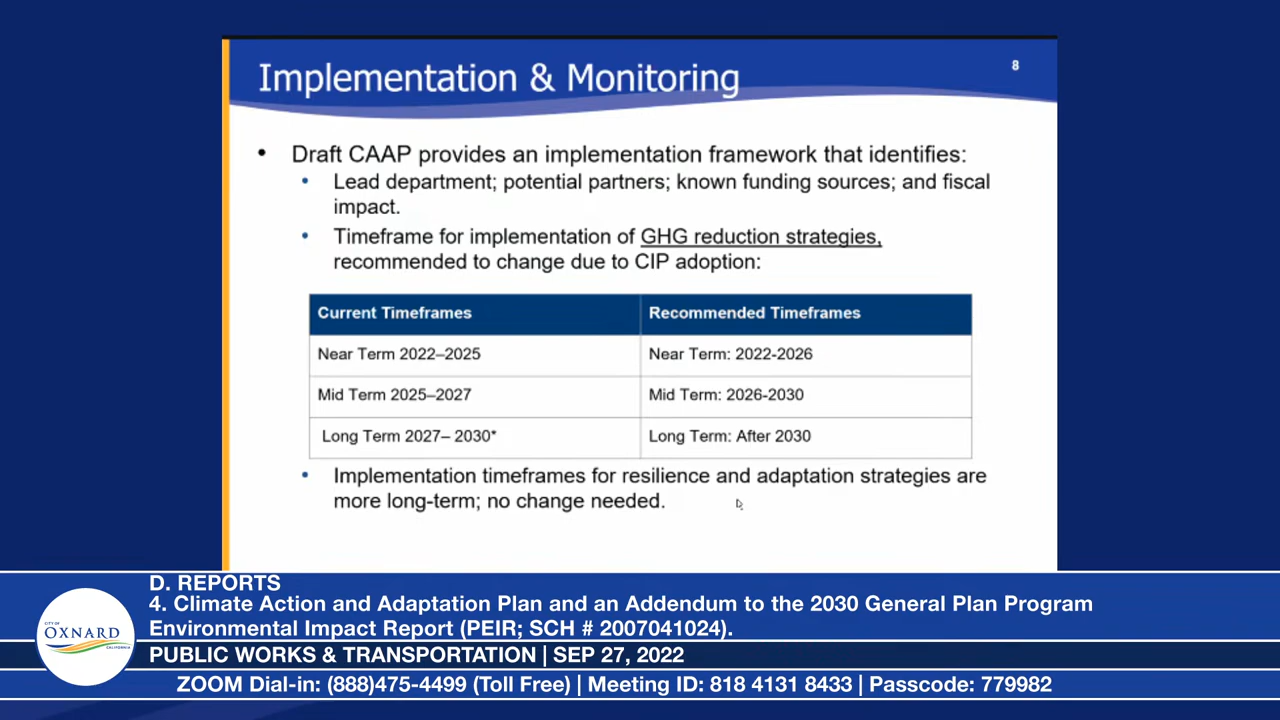 Implementation & Monitoring
8
• Draft CAAP provides an implementation framework that identifies:
• Lead department; potential partners; known funding sources; and fiscal
impact.
• Timeframe for implementation of GHG reduction strategies,
recommended to change due to CIP adoption:
Current Timeframes Recommended Timeframes
Near Term 2022–2025 Near Term: 2022-2026
Mid Term 2025–2027 Mid Term: 2026-2030
Long Term 2027– 2030* Long Term: After 2030
• Implementation timeframes for resilience and adaptation strategies are
more long-term; no change needed.
D. REPORTS
4. Climate Action and Adaptation Plan and an Addendum to the 2030 General Plan Program
Environmental Impact Report (PEIR; SCH # 2007041024).
PUBLIC WORKS & TRANSPORTATION | SEP 27, 2022
ZOOM Dial-in: (888)475-4499 (Toll Free) | Meeting ID: 818 4131 8433 | Passcode: 779982
CITY OF
OXNARD
CALIFORNIA